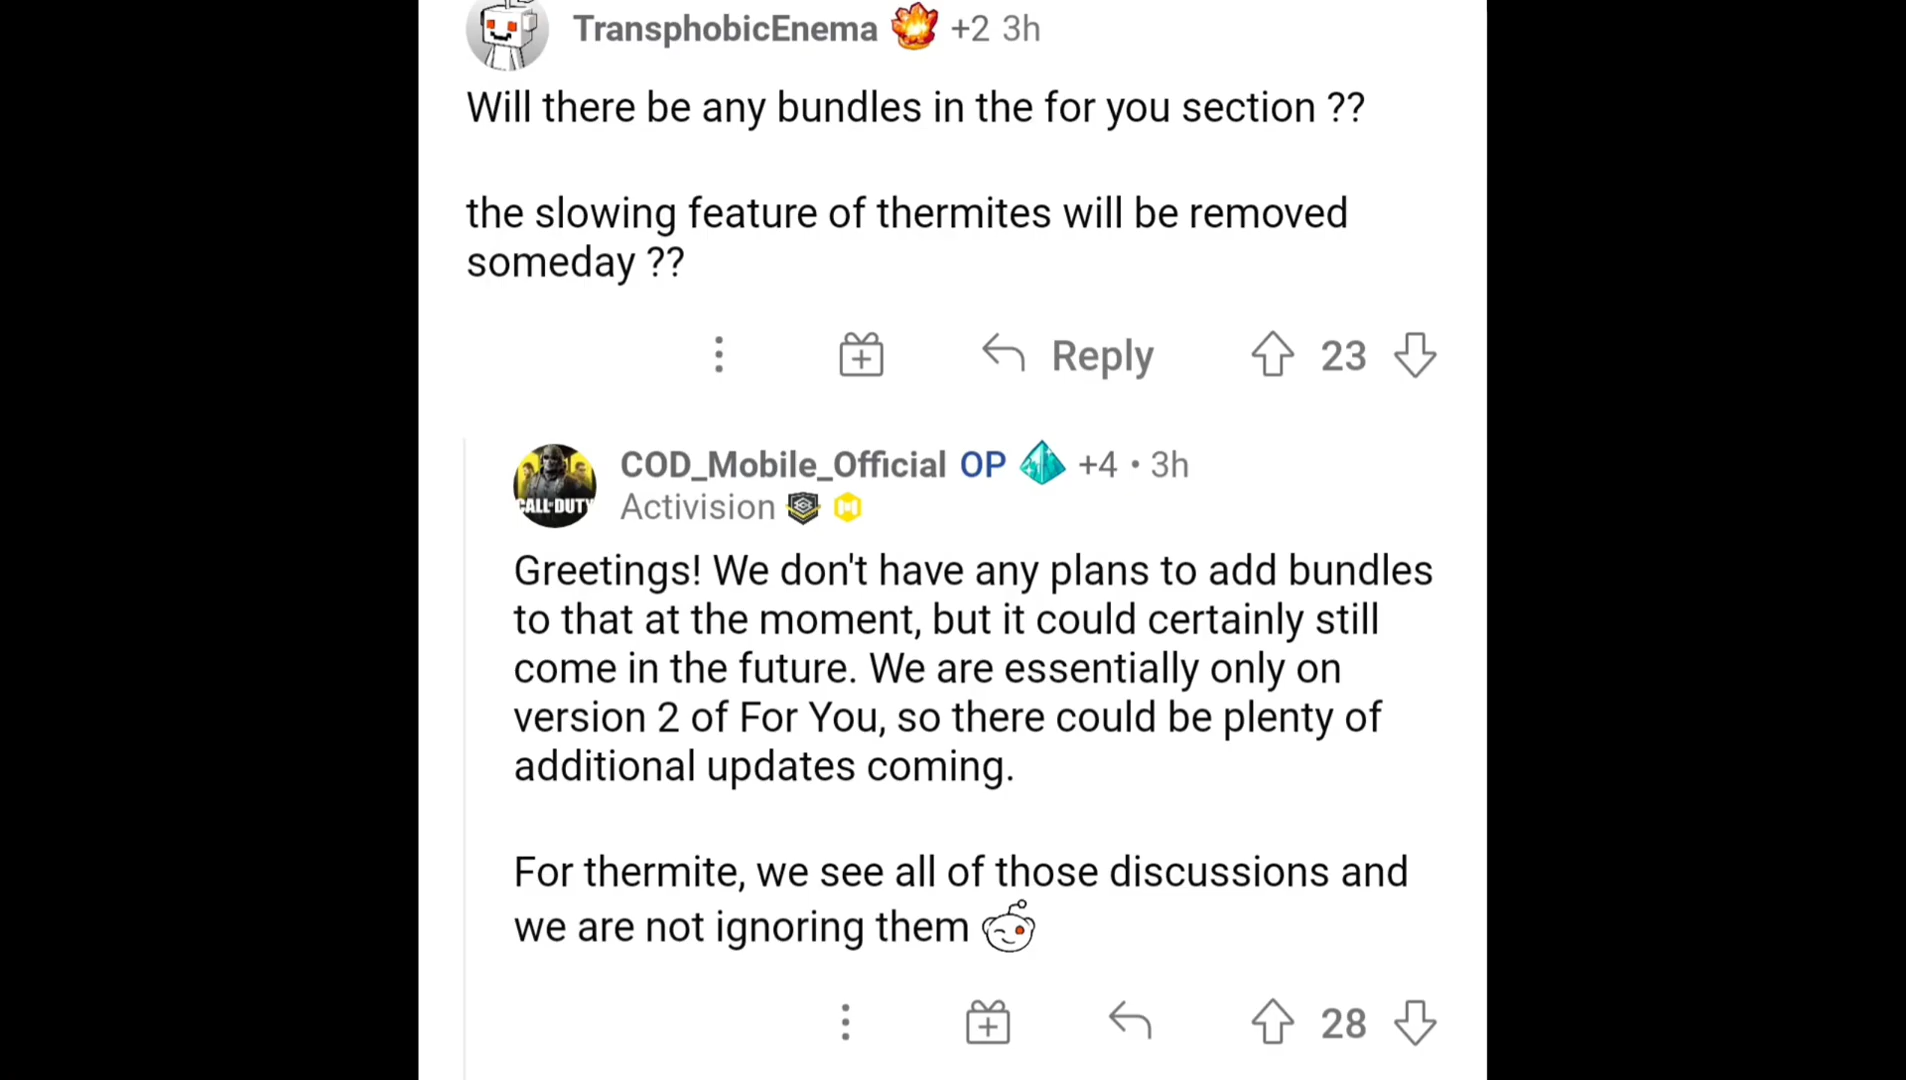 TransphobicEnema +2 3h
Will there be any bundles in the for you section ??
the slowing feature of thermites will be removed
someday ??
Reply 23
COD_Mobile_Official OP +4 • 3h
Activision
CALL·DUTY
Greetings! We don't have any plans to add bundles
to that at the moment, but it could certainly still
come in the future. We are essentially only on
version 2 of For You, so there could be plenty of
additional updates coming.
For thermite, we see all of those discussions and
we are not ignoring them
28